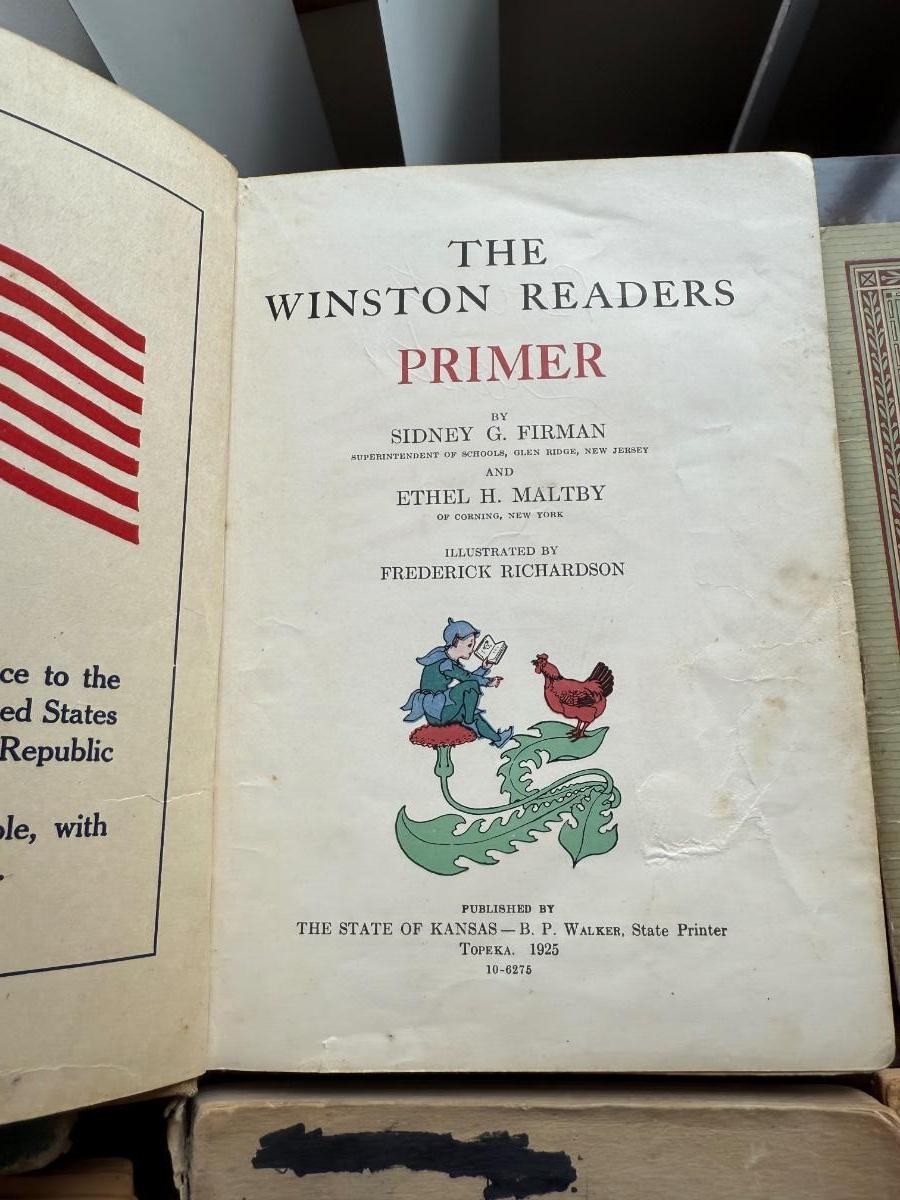 ce to the
ed States
Republic
ole, with
.
THE
WINSTON READERS
PRIMER
BY
SIDNEY G. FIRMAN
SUPERINTENDENT OF SCHOOLS, GLEN RIDGE, NEW JERSEY
AND
ETHEL H. MALTBY
OF CORNING, NEW YORK
ILLUSTRATED BY
FREDERICK RICHARDSON
PUBLISHED BY
THE STATE OF KANSAS — B. P. WALKER, State Printer
TOPEKA. 1925
10-6275